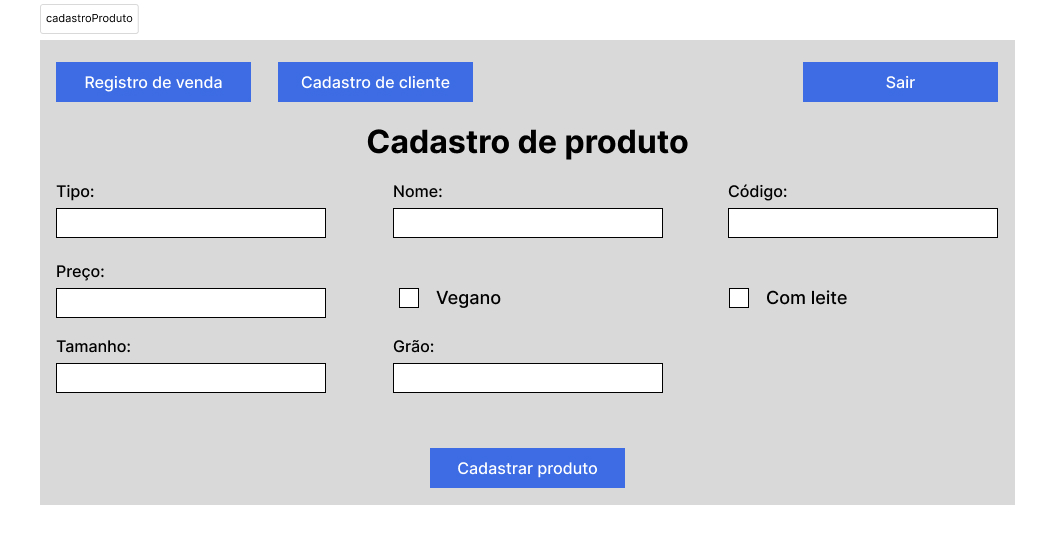 cadastroProduto
Registro de venda
Cadastro de cliente
Sair
Cadastro de produto
Tipo:
Nome:
Código:
Preço:
Vegano
Com leite
Tamanho:
Grão:
Cadastrar produto